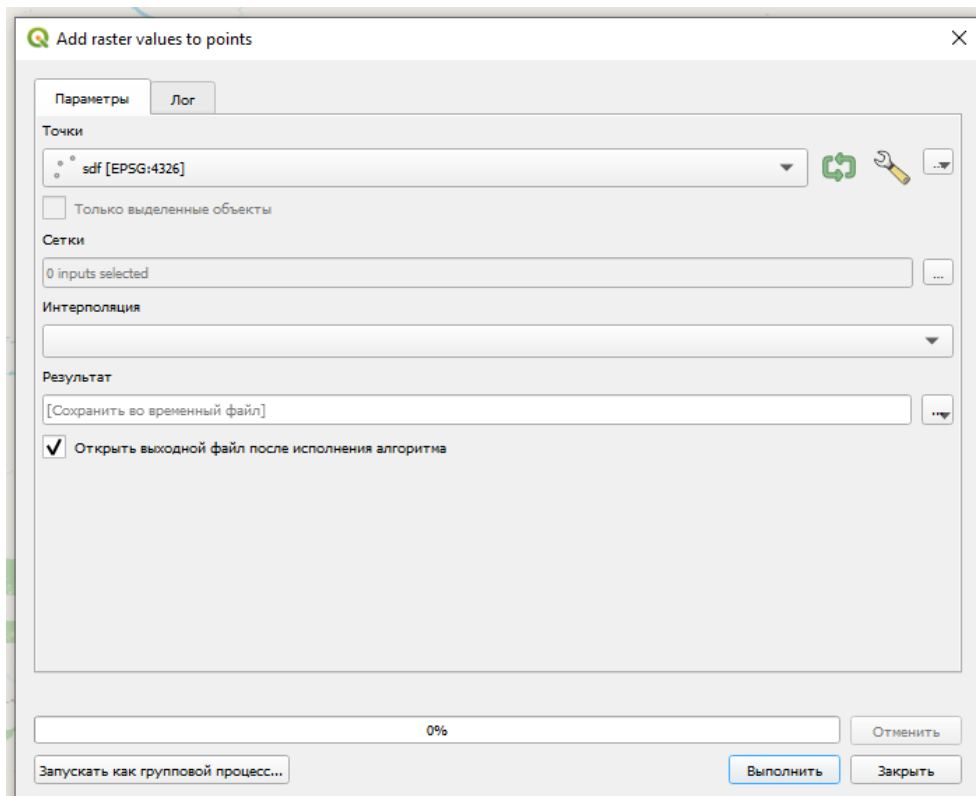 Add raster values to points
Параметры
Лог
Точки
sdf [EPSG:4326]
...
Только выделенные объекты
Сетки
0 inputs selected
...
Интерполяция
Результат
[Сохранить во временный файл]
...
Открыть выходной файл после исполнения алгоритма
0%
Отменить
Запускать как групповой процесс...
Выполнить
Закрыть